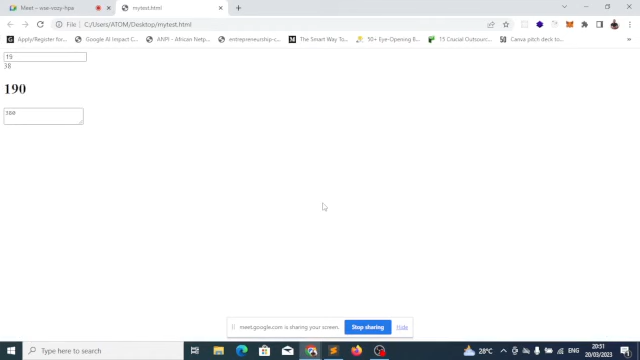 Meet – wse-vozy-hpa
mytest.html
File | C:/Users/ATOM/Desktop/mytest.html
Apply/Register for...
Google AI Impact C...
ANPI - African Netp...
entrepreneurship-c...
The Smart Way To...
50+ Eye-Opening B...
15 Crucial Outsourc...
Canva pitch deck to...
19
38
190
380
meet.google.com is sharing your screen.
Stop sharing
Hide
Type here to search
28°C
ENG
20:51
20/03/2023